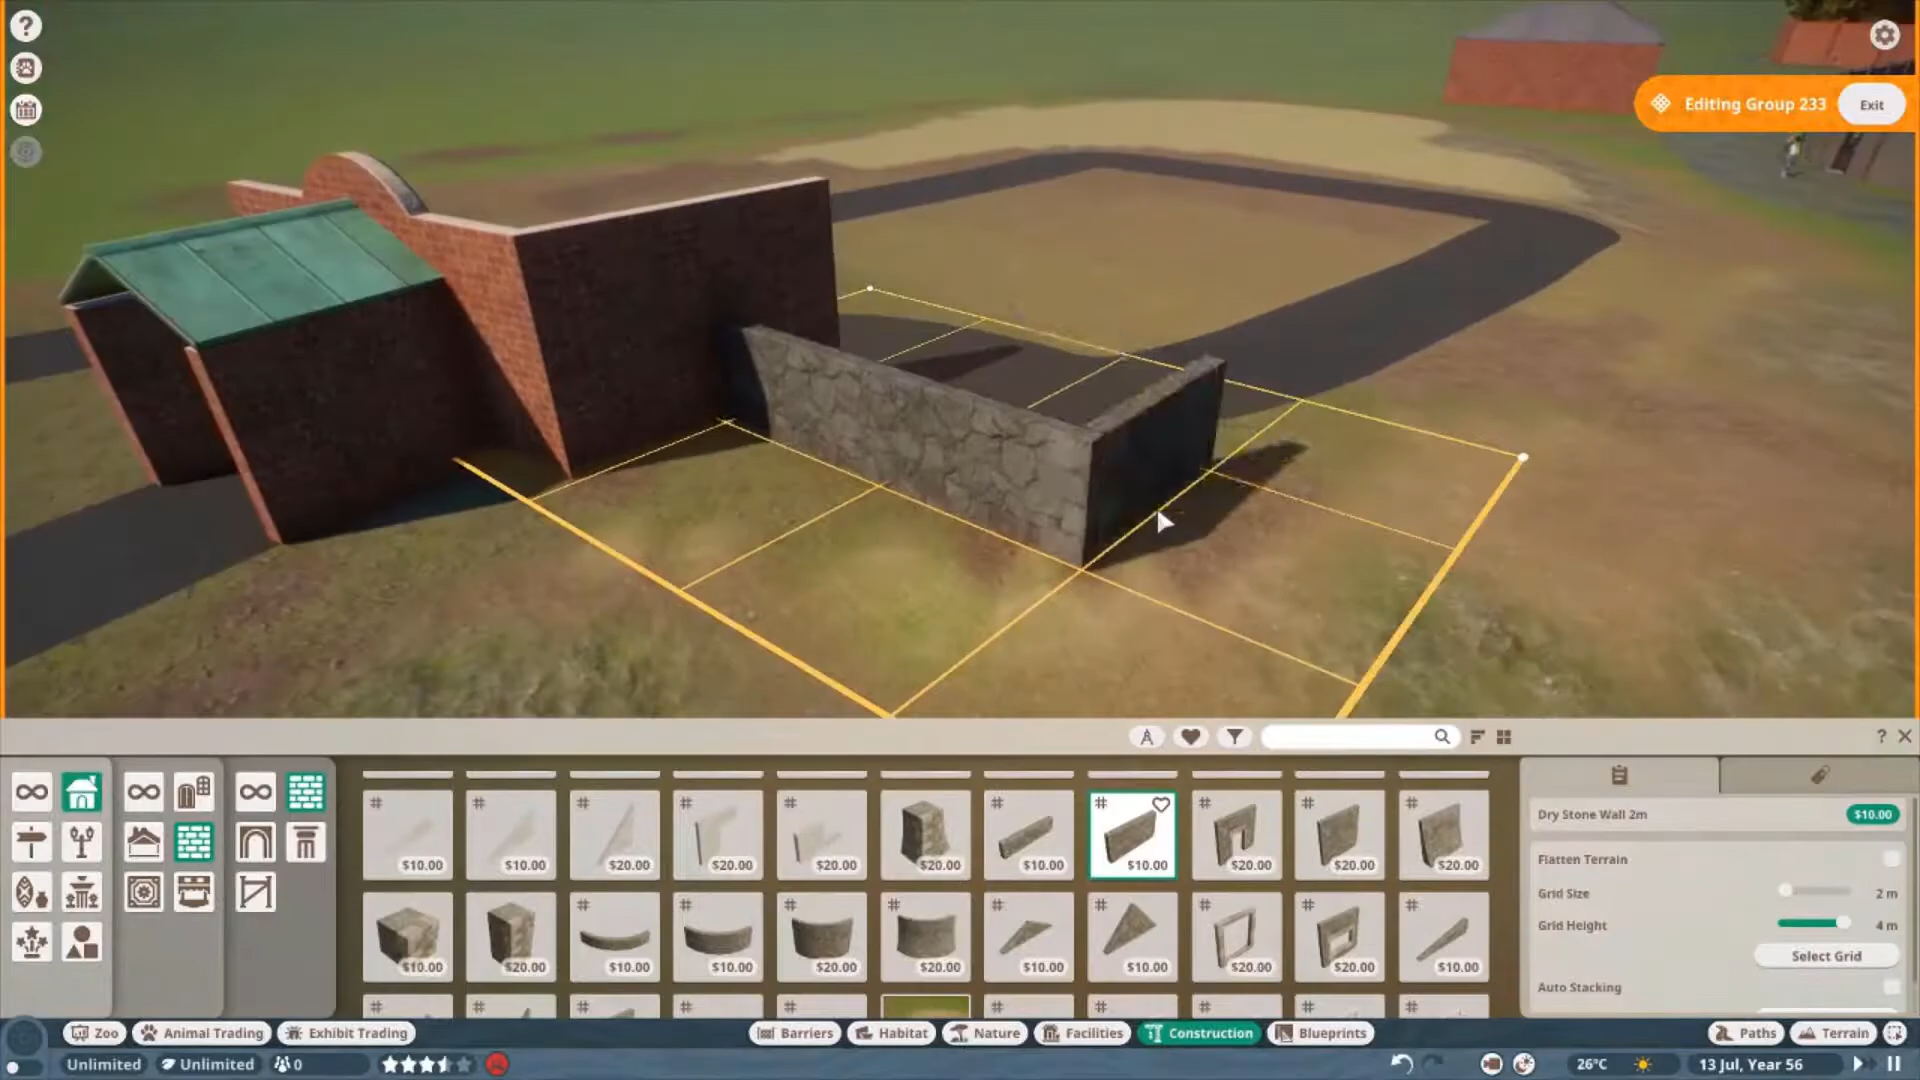 ?
Editing Group 233
Exit
?
#
$10.00
#
$10.00
#
$20.00
#
$20.00
#
$20.00
$20.00
#
$10.00
#
$10.00
#
$20.00
#
$20.00
#
$20.00
$10.00
$20.00
#
$10.00
#
$10.00
#
$20.00
#
$20.00
#
$10.00
#
$10.00
#
$20.00
#
$20.00
#
$10.00
#
#
#
#
#
#
#
#
#
#
Dry Stone Wall 2m
$10.00
Flatten Terrain
Grid Size
2 m
Grid Height
4 m
Select Grid
Auto Stacking
Zoo
Animal Trading
Exhibit Trading
Barriers
Habitat
Nature
Facilities
Construction
Blueprints
Paths
Terrain
Unlimited
Unlimited
0
26°C
13 Jul, Year 56